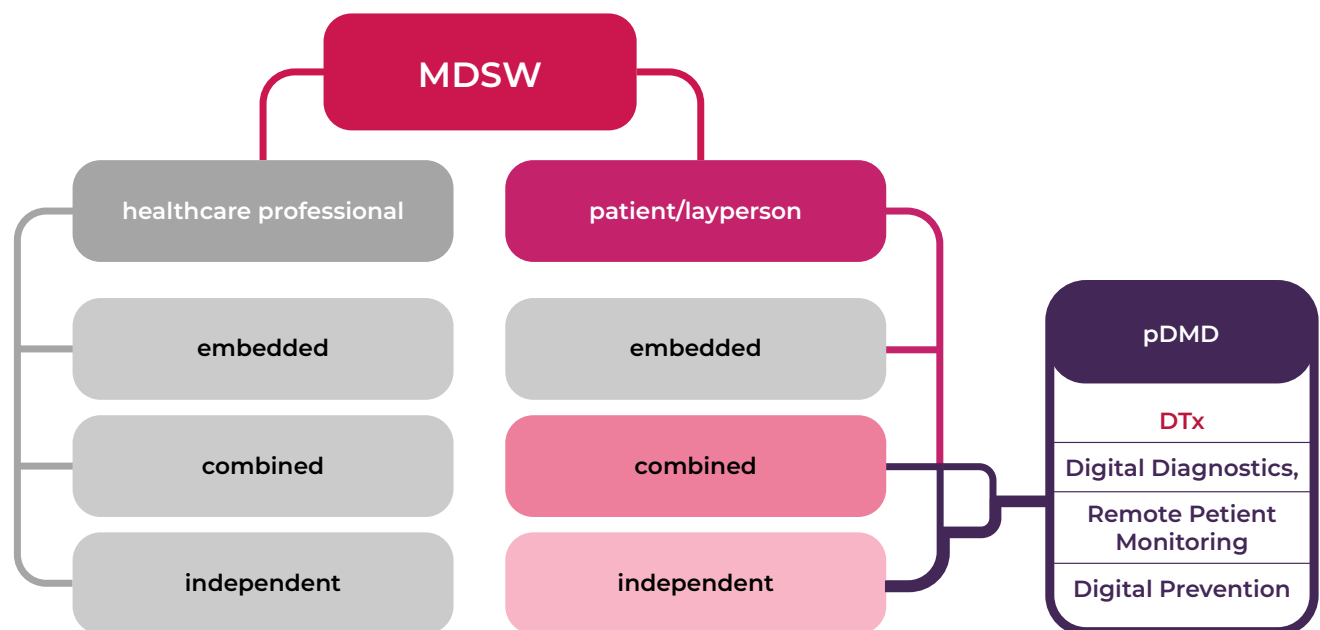 MDSW
healthcare professional
patient/layperson
embedded
embedded
combined
combined
independent
independent
pDMD
DTx
Digital Diagnostics,
Remote Petient
Monitoring
Digital Prevention